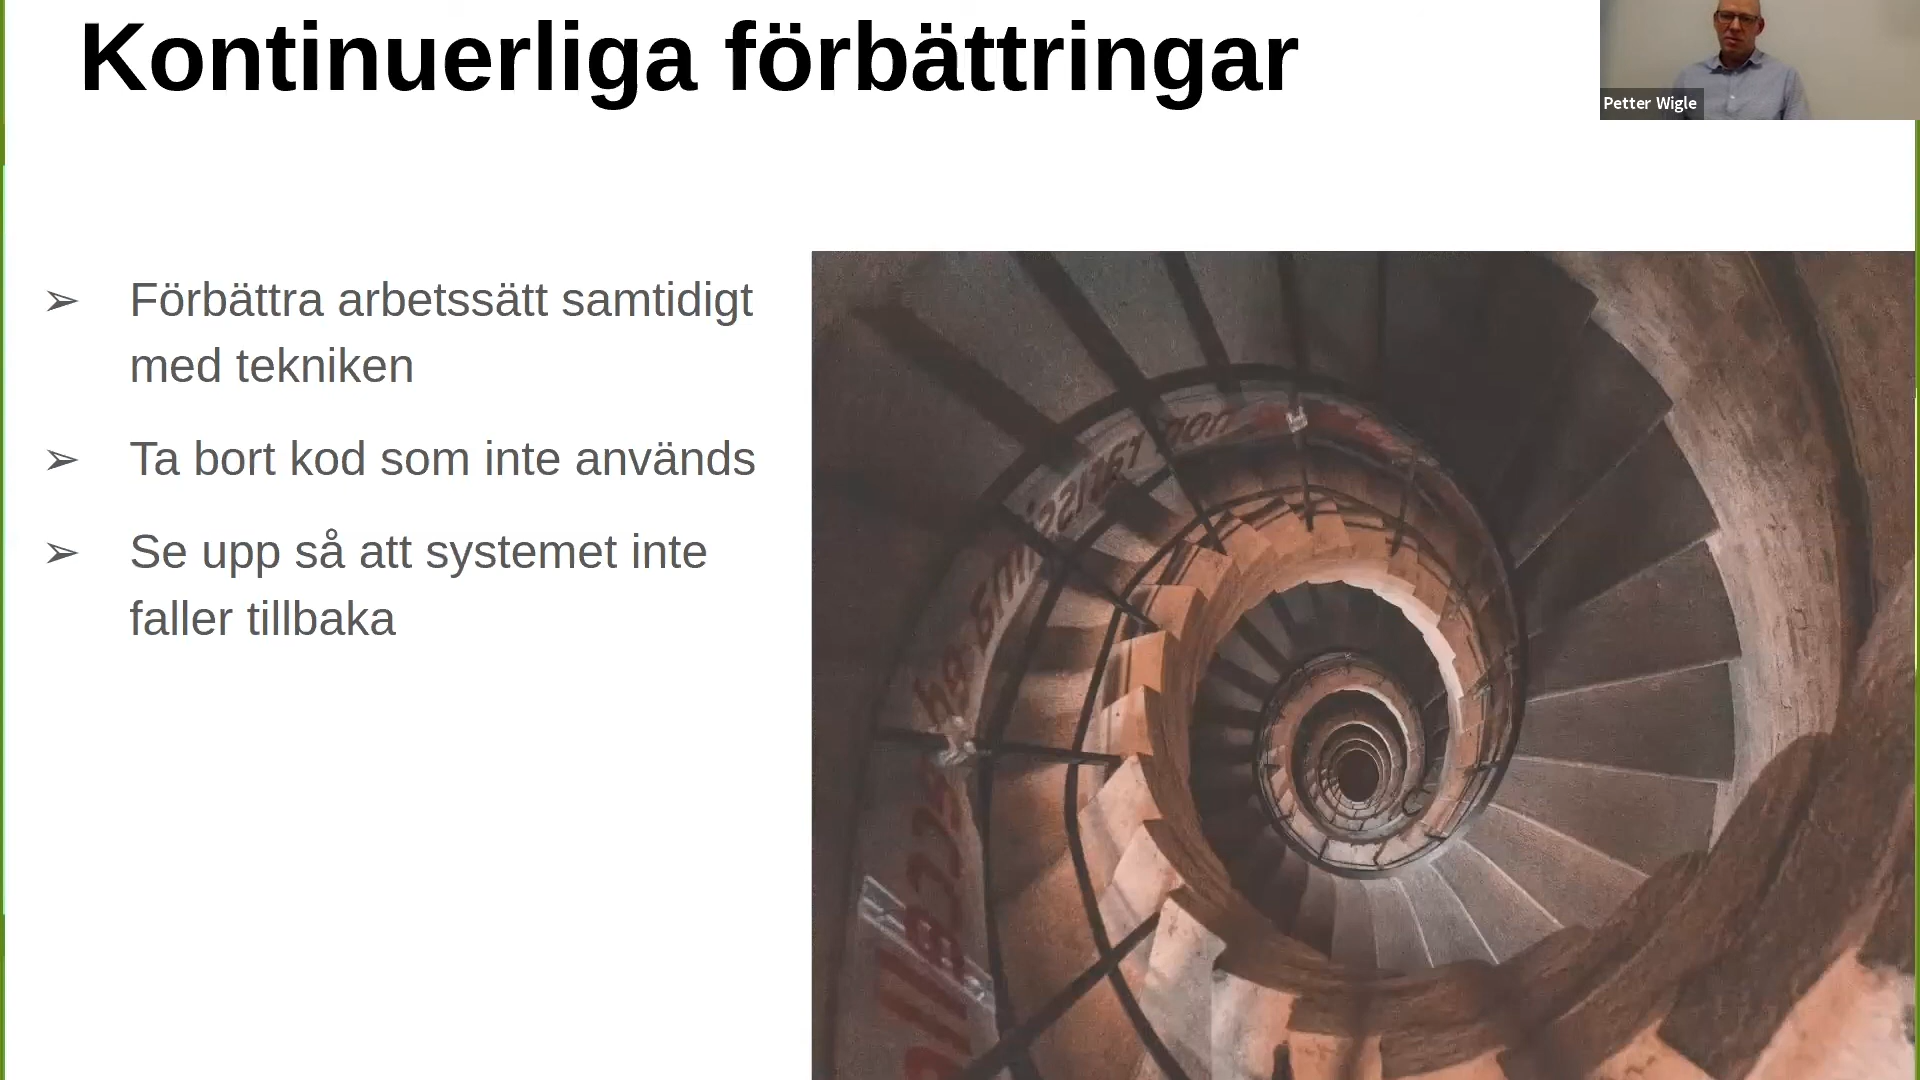 Kontinuerliga förbättringar
Petter Wigle
➢ Förbättra arbetssätt samtidigt
med tekniken
➢ Ta bort kod som inte används
➢ Se upp så att systemet inte
faller tillbaka